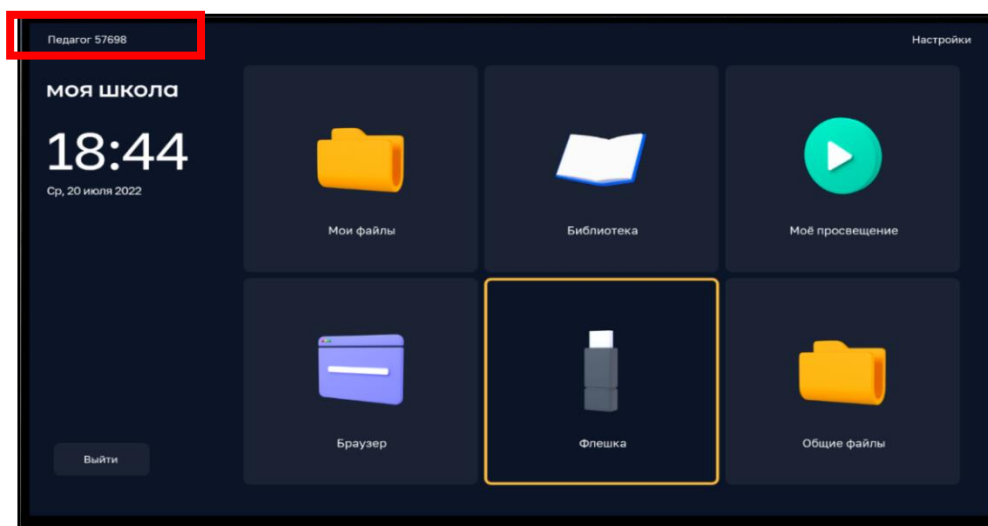 Педагог 57698
Настройки
моя школа
18:44
Ср, 20 июля 2022
Мои файлы
Библиотека
Моё просвещение
Браузер
Флешка
Общие файлы
Выйти